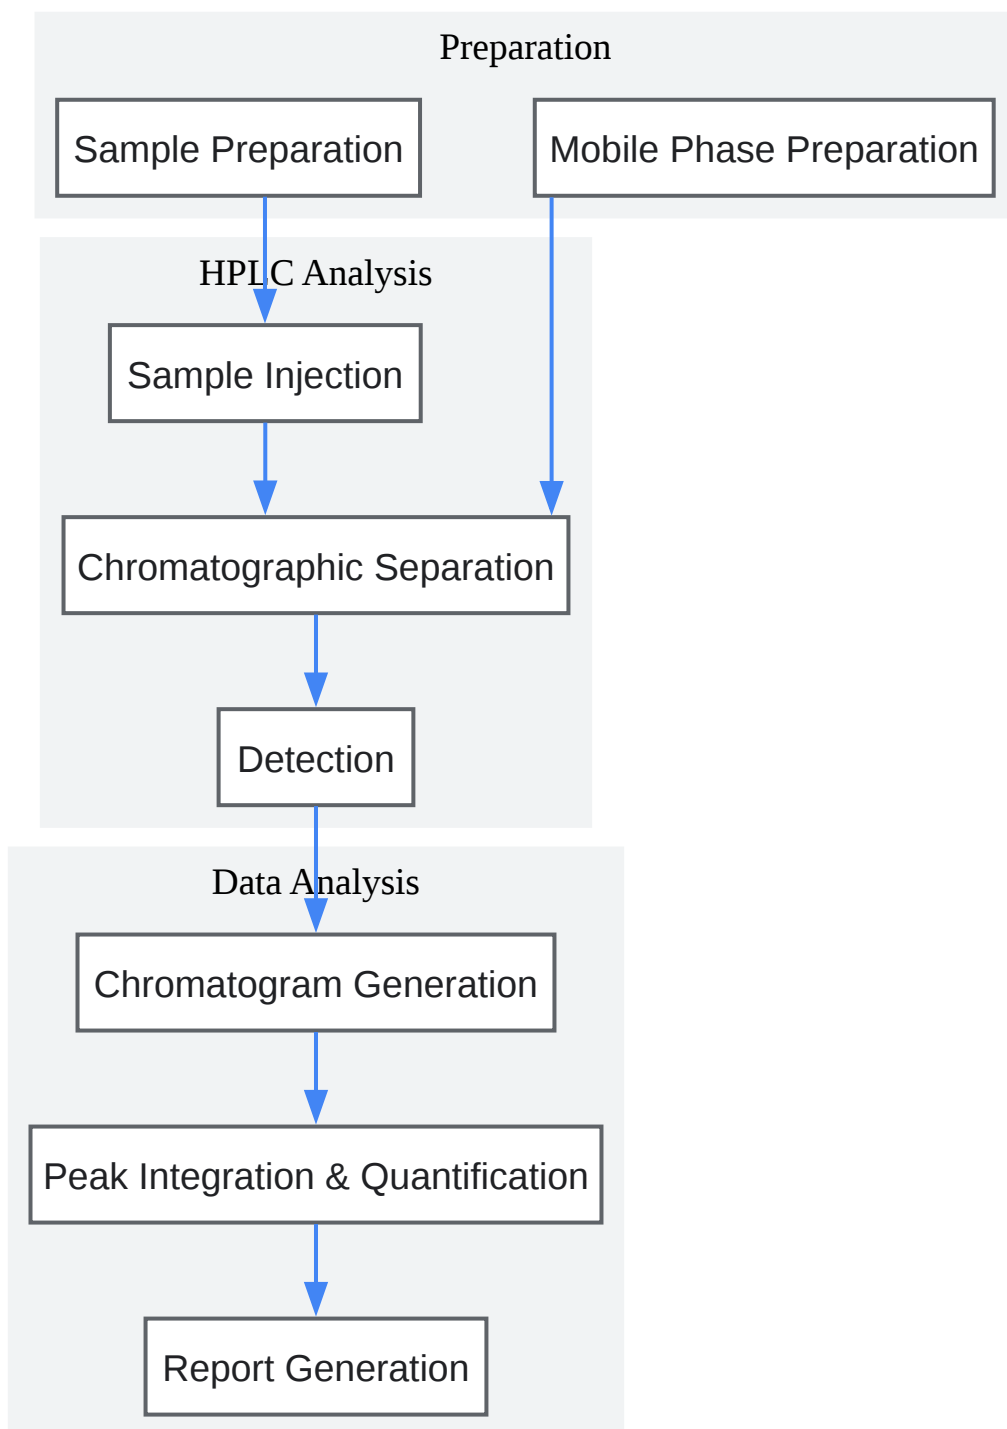 Preparation
Sample Preparation
Mobile Phase Preparation
HPLC Analysis
Sample Injection
Chromatographic Separation
Detection
Data Analysis
Chromatogram Generation
Peak Integration & Quantification
Report Generation